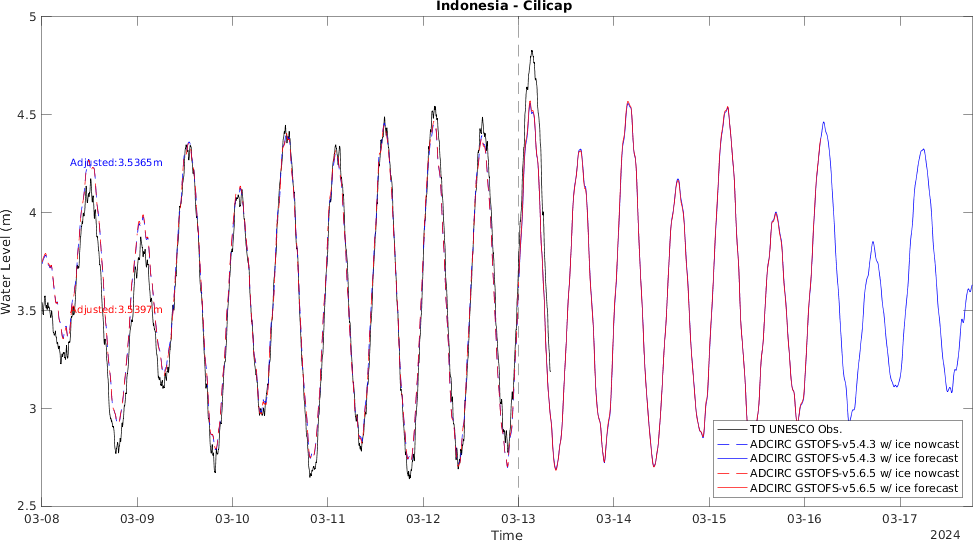 Indonesia - Cilicap
5
4.5
4
3.5
3
2.5
Water Level (m)
Adjusted:3.5365m
Adjusted:3.5397m
TD UNESCO Obs.
ADCIRC GSTOFS-v5.4.3 w/ ice nowcast
ADCIRC GSTOFS-v5.4.3 w/ ice forecast
ADCIRC GSTOFS-v5.6.5 w/ ice nowcast
ADCIRC GSTOFS-v5.6.5 w/ ice forecast
03-08 03-09 03-10 03-11 03-12 03-13 03-14 03-15 03-16 03-17
Time
2024